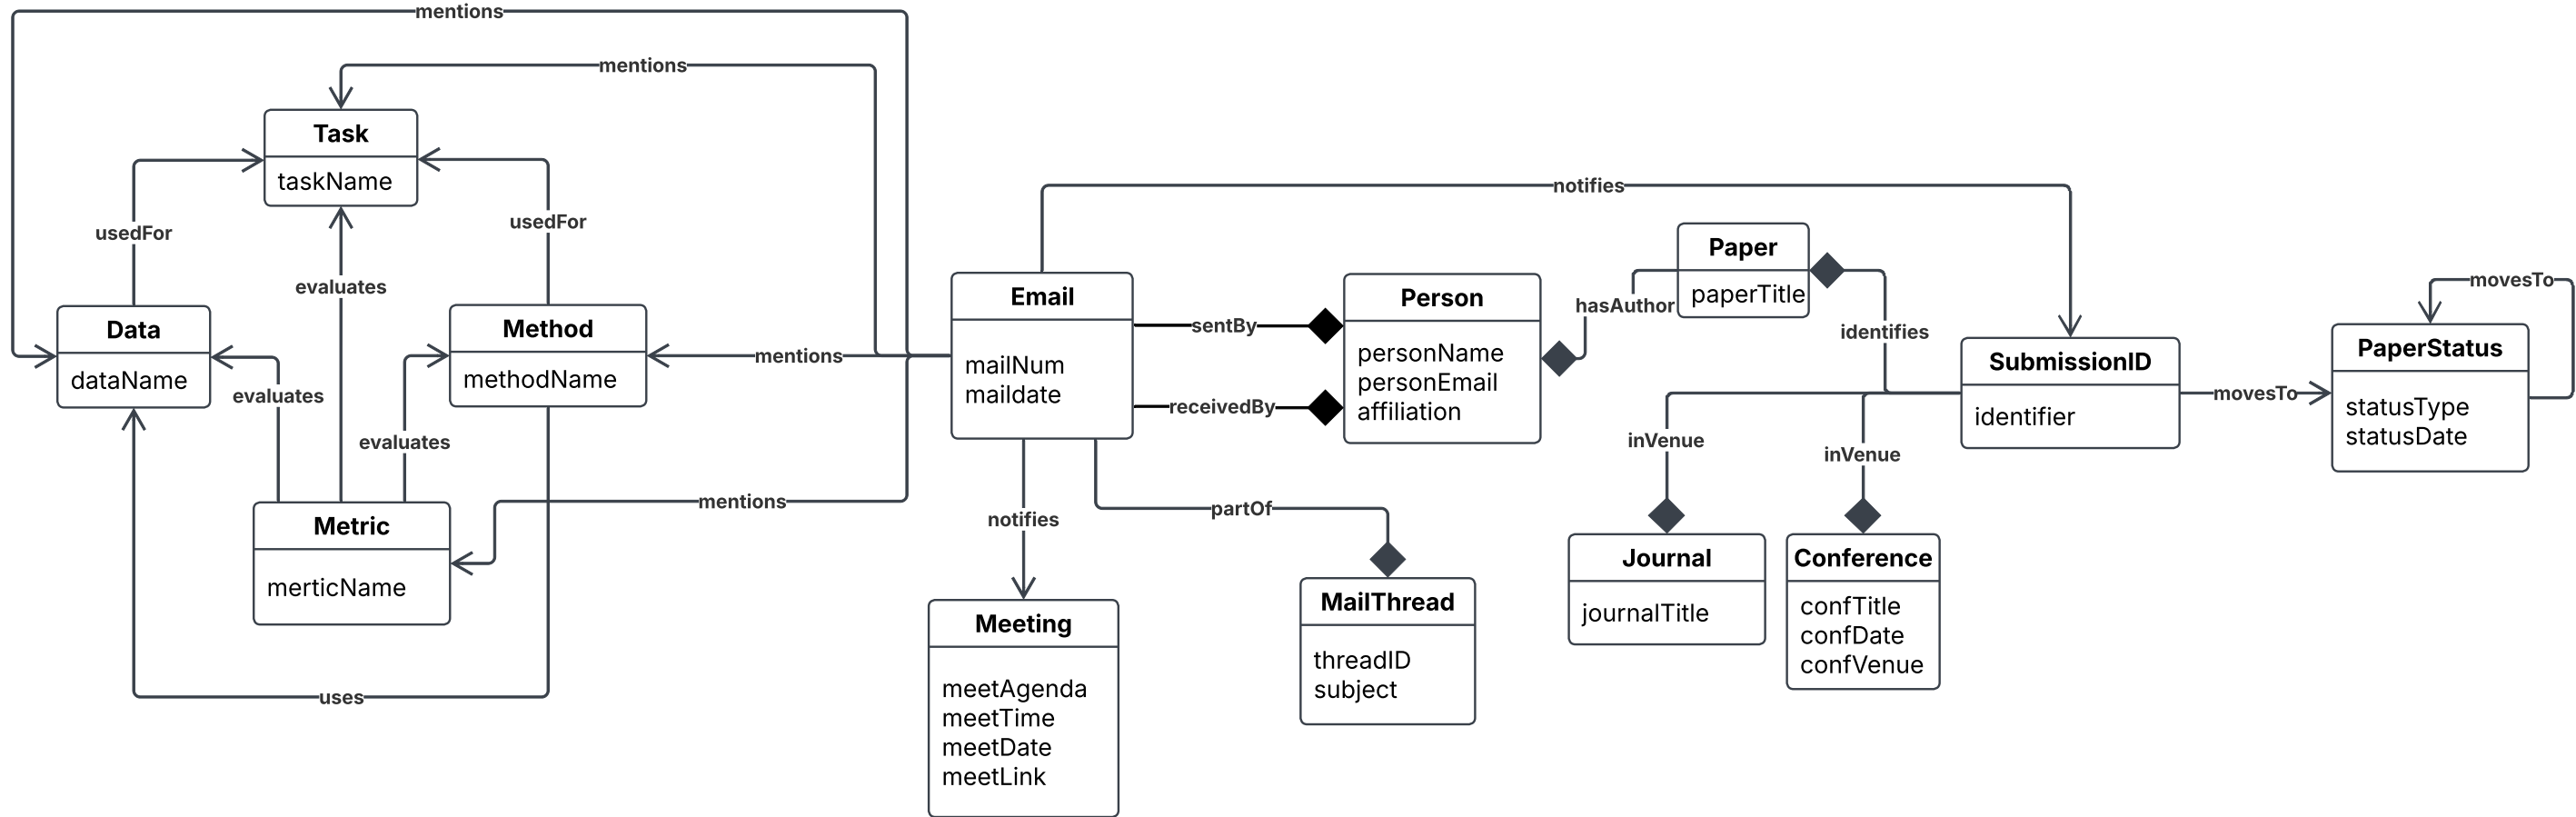 mentions
mentions
Task
taskName
usedFor
usedFor
evaluates
Data
dataName
Method
methodName
mentions
evaluates
evaluates
Metric
merticName
mentions
uses
notifies
Email
mailNum
maildate
sentBy
receivedBy
Person
personName
personEmail
affiliation
hasAuthor
Paper
paperTitle
identifies
SubmissionID
identifier
movesTo
movesTo
PaperStatus
statusType
statusDate
inVenue
inVenue
notifies
partOf
Meeting
meetAgenda
meetTime
meetDate
meetLink
MailThread
threadID
subject
Journal
journalTitle
Conference
confTitle
confDate
confVenue